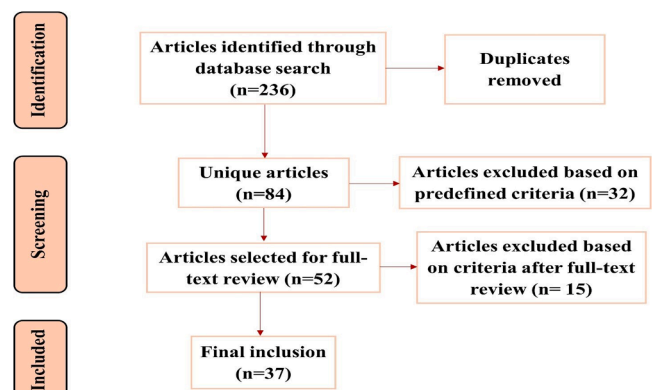 Identification
Articles identified through
database search
(n=236)
Duplicates
removed
Screening
Unique articles
(n=84)
Articles excluded based on
predefined criteria (n=32)
Articles selected for full-
text review (n=52)
Articles excluded based
on criteria after full-text
review (n= 15)
Included
Final inclusion
(n=37)